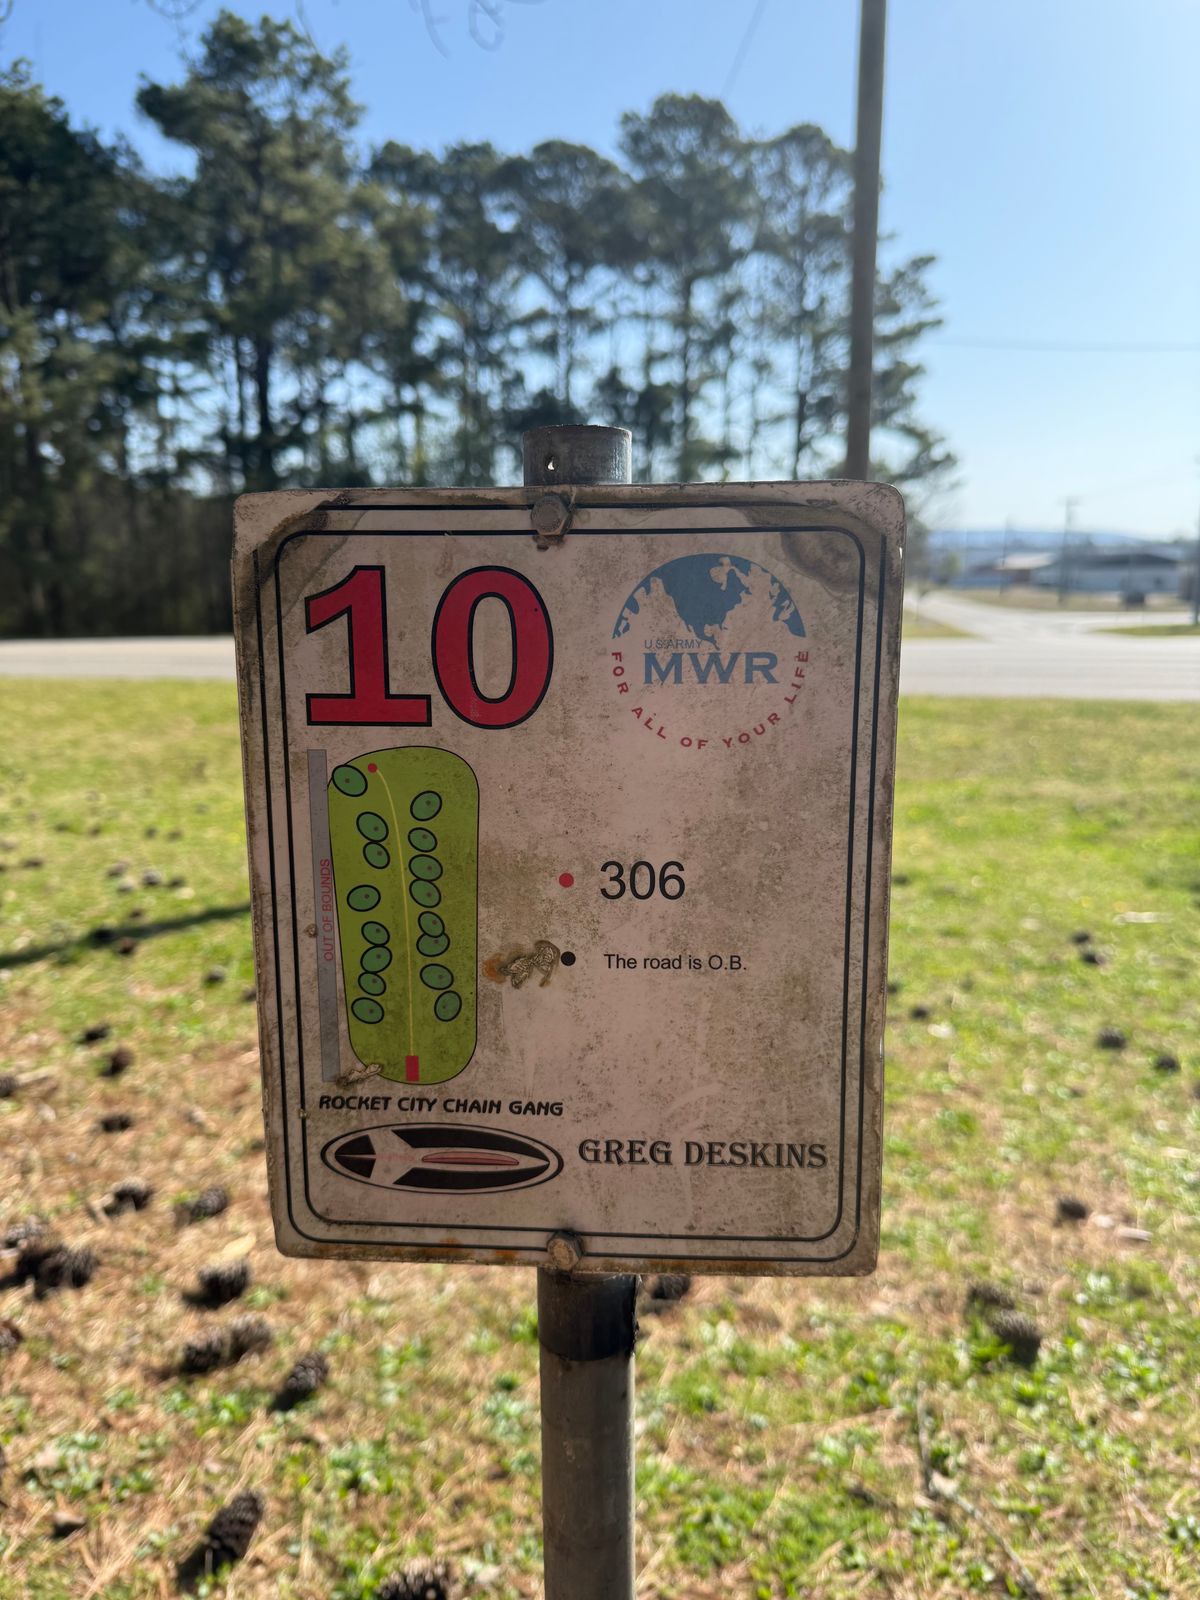 10
U.S.ARMY
MWR
FOR ALL OF YOUR LIFE
OUT OF BOUNDS
306
The road is O.B.
ROCKET CITY CHAIN GANG
GREG DESKINS